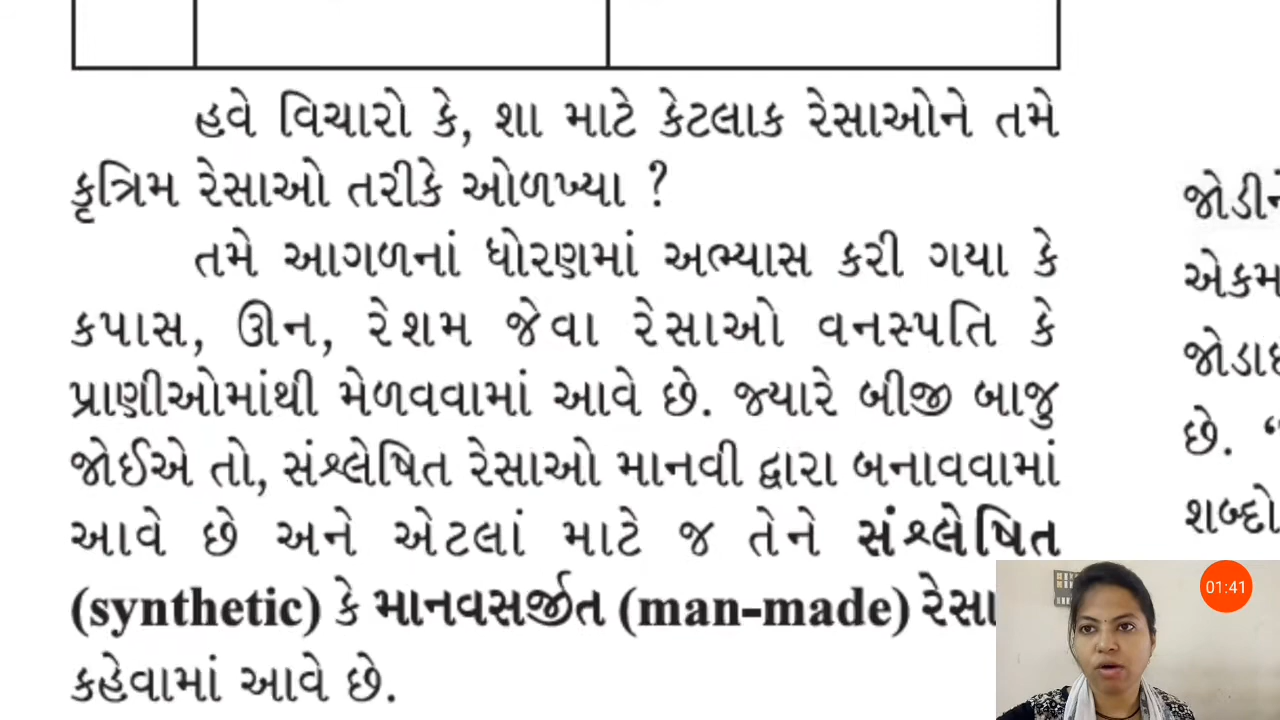 હવે વિચારો કે, શા માટે કેટલાક રેસાઓને તમે
કૃત્રિમ રેસાઓ તરીકે ઓળખ્યા ?
તમે આગળનાં ધોરણમાં અભ્યાસ કરી ગયા કે
કપાસ, ઊન, રેશમ જેવા રેસાઓ વનસ્પતિ કે
પ્રાણીઓમાંથી મેળવવામાં આવે છે. જ્યારે બીજી બાજુ
જોઈએ તો, સંશ્લેષિત રેસાઓ માનવી દ્વારા બનાવવામાં
આવે છે અને એટલાં માટે જ તેને સંશ્લેષિત
(synthetic) કે માનવસર્જીત (man-made) રેસા
કહેવામાં આવે છે.
જોડીને
એકમ
છે.
શબ્દો
01:41